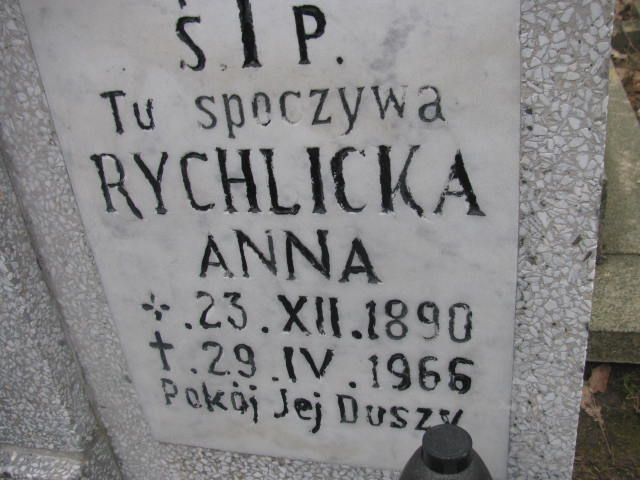 Ś.P.
Tu spoczywa
RYCHLICKA
ANNA
*.23.XII.1890
†.29.IV.1966
Pokój Jej Duszy